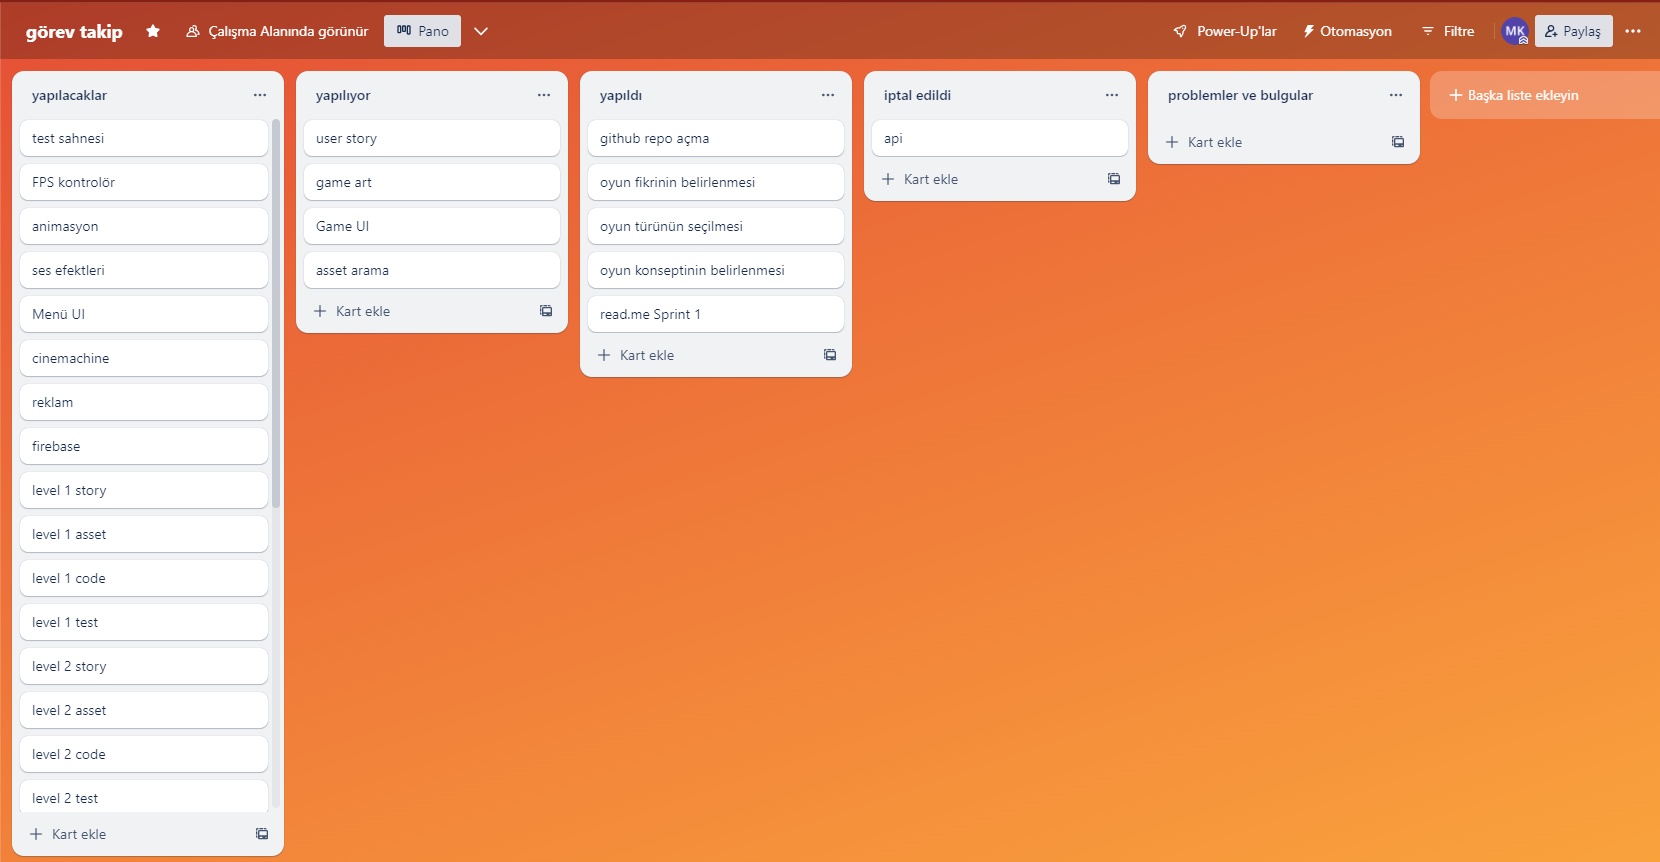 görev takip
Çalışma Alanında görünür
Pano
Power-Up'lar
Otomasyon
Filtre
MK
Paylaş
yapılacaklar
test sahnesi
FPS kontrolör
animasyon
ses efektleri
Menü UI
cinemachine
reklam
firebase
level 1 story
level 1 asset
level 1 code
level 1 test
level 2 story
level 2 asset
level 2 code
level 2 test
Kart ekle
yapılıyor
user story
game art
Game UI
asset arama
Kart ekle
yapıldı
github repo açma
oyun fikrinin belirlenmesi
oyun türünün seçilmesi
oyun konseptinin belirlenmesi
read.me Sprint 1
Kart ekle
iptal edildi
api
Kart ekle
problemler ve bulgular
Kart ekle
Başka liste ekleyin